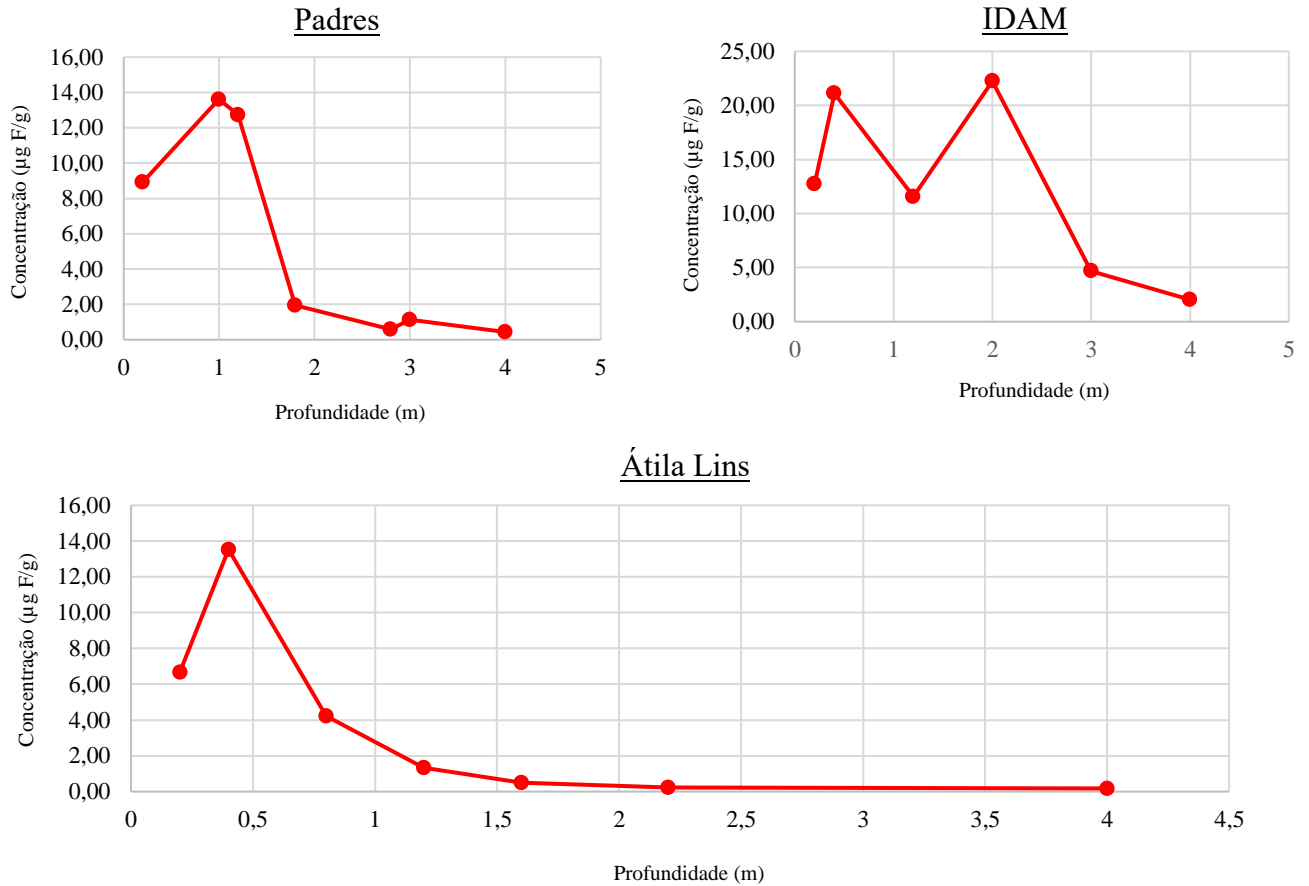 Padres
Concentração (µg F/g)
16,00
14,00
12,00
10,00
8,00
6,00
4,00
2,00
0,00
0 1 2 3 4 5
Profundidade (m)
IDAM
Concentração (µg F/g)
25,00
20,00
15,00
10,00
5,00
0,00
0 1 2 3 4 5
Profundidade (m)
Átila Lins
Concentração (µg F/g)
16,00
14,00
12,00
10,00
8,00
6,00
4,00
2,00
0,00
0 0,5 1 1,5 2 2,5 3 3,5 4 4,5
Profundidade (m)